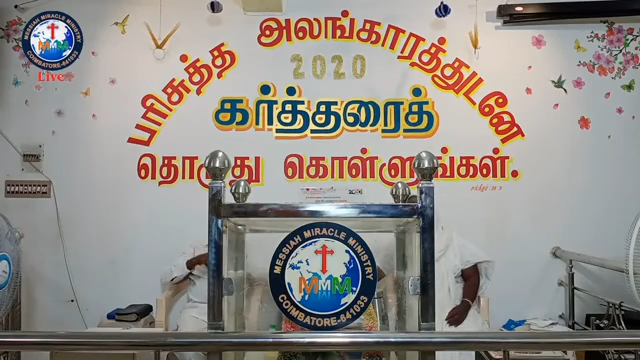 MESSIAH MIRACLE MINISTRY
MMM
COIMBATORE-641033
Live
பரிசுத்த அலங்காரத்துடனே
2020
கர்த்தரைத்
தொழுது கொள்ளுங்கள்.
MESSIAH MIRACLE MINISTRY
MMM
COIMBATORE-641033